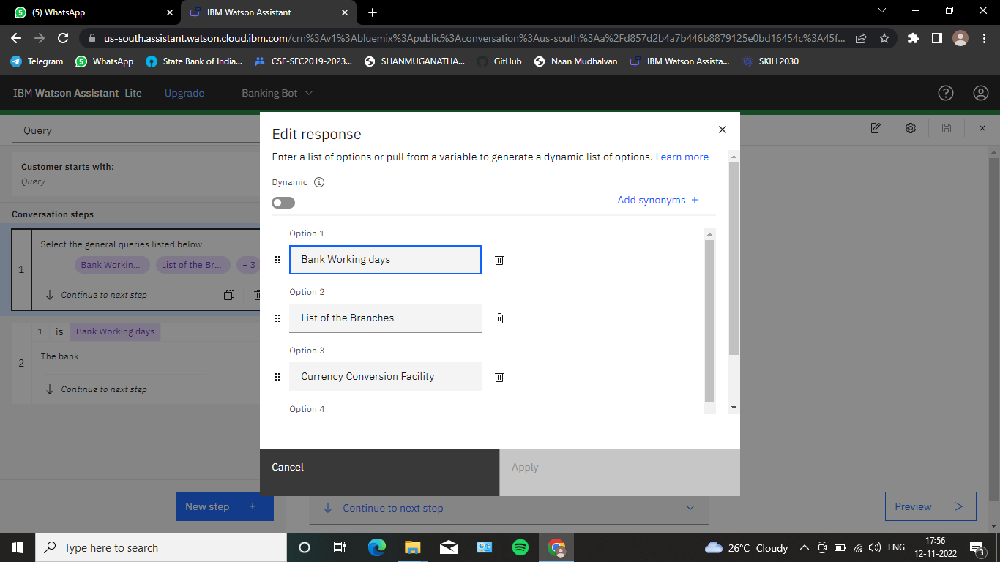 (5) WhatsApp
IBM Watson Assistant
us-south.assistant.watson.cloud.ibm.com/crn%3Av1%3Abluemix%3Apublic%3Aconversation%3Aus-south%3Aa%2Fd857d2b4a7b446b8879125e0bd16454c%3A45f...
Telegram
WhatsApp
State Bank of India...
CSE-SEC2019-2023...
SHANMUGANATHA...
GitHub
Naan Mudhalvan
IBM Watson Assista...
SKILL2030
IBM Watson Assistant Lite
Upgrade
Banking Bot
Query
Customer starts with:
Query
Conversation steps
1
Select the general queries listed below.
Bank Workin...
List of the Br...
+ 3
Continue to next step
2
1 is Bank Working days
The bank
Continue to next step
New step +
Edit response
Enter a list of options or pull from a variable to generate a dynamic list of options. Learn more
Dynamic
Add synonyms +
Option 1
Bank Working days
Option 2
List of the Branches
Option 3
Currency Conversion Facility
Option 4
Cancel
Apply
Continue to next step
Preview
Type here to search
26°C Cloudy
ENG
17:56
12-11-2022
3